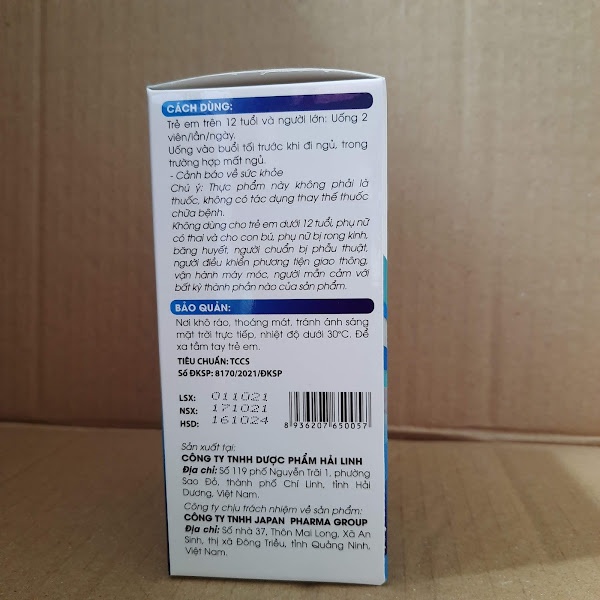 CÁCH DÙNG:
Trẻ em trên 12 tuổi và người lớn: Uống 2
viên/lần/ngày.
Uống vào buổi tối trước khi đi ngủ, trong
trường hợp mất ngủ.
- Cảnh báo về sức khỏe
Chú ý: Thực phẩm này không phải là
thuốc, không có tác dụng thay thế thuốc
chữa bệnh.
Không dùng cho trẻ em dưới 12 tuổi, phụ nữ
có thai và cho con bú, phụ nữ bị rong kinh,
băng huyết, người chuẩn bị phẫu thuật,
người điều khiển phương tiện giao thông,
vận hành máy móc, người mẫn cảm với
bất kỳ thành phần nào của sản phẩm.
BẢO QUẢN:
Nơi khô ráo, thoáng mát, tránh ánh sáng
mặt trời trực tiếp, nhiệt độ dưới 30°C. Để
xa tầm tay trẻ em.
TIÊU CHUẨN: TCCS
Số ĐKSP: 8170/2021/ĐKSP
LSX: 011021
NSX: 171021
HSD: 161024
8 936207 650057
Sản xuất tại:
CÔNG TY TNHH DƯỢC PHẨM HẢI LINH
Địa chỉ: Số 119 phố Nguyễn Trãi 1, phường
Sao Đỏ, thành phố Chí Linh, tỉnh Hải
Dương, Việt Nam.
Công ty chịu trách nhiệm về sản phẩm:
CÔNG TY TNHH JAPAN PHARMA GROUP
Địa chỉ: Số nhà 37, Thôn Mai Long, Xã An
Sinh, thị xã Đông Triều, tỉnh Quảng Ninh,
Việt Nam.